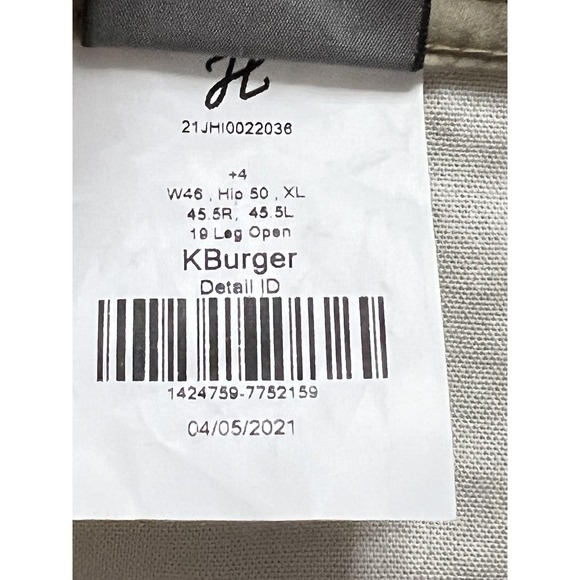 H
21JHI0022036
+4
W46 , Hip 50 , XL
45.5R, 45.5L
19 Leg Open
KBurger
Detail ID
1424759-7752159
04/05/2021